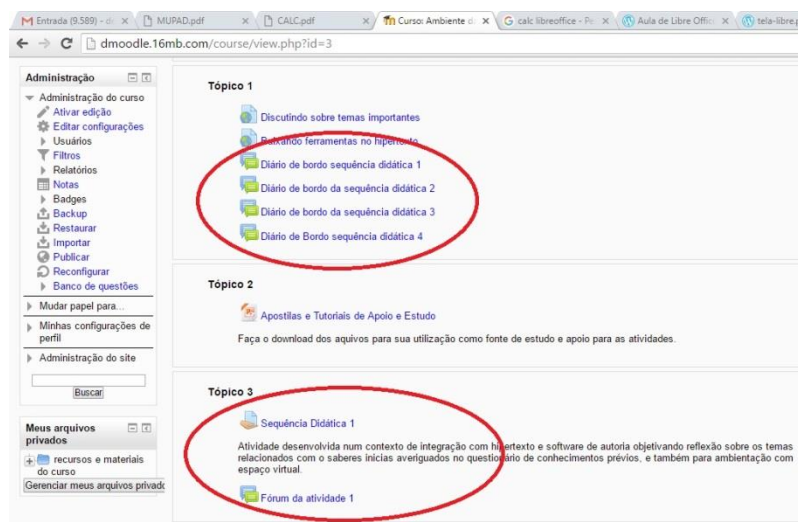 Entrada (9.589) - d
MUPAD.pdf
CALC.pdf
Curso: Ambiente d
calc libreoffice - Pe
Aula de Libre Offic
tela-libre.p
dmoodle.16mb.com/course/view.php?id=3
Administração
Administração do curso
Ativar edição
Editar configurações
Usuários
Filtros
Relatórios
Notas
Badges
Backup
Restaurar
Importar
Publicar
Reconfigurar
Banco de questões
Mudar papel para...
Minhas configurações de
perfil
Administração do site
Buscar
Meus arquivos
privados
recursos e materiais
do curso
Gerenciar meus arquivos privado
Tópico 1
Discutindo sobre temas importantes
Baixando ferramentas no hipertexto
Diário de bordo sequência didática 1
Diário de bordo da sequência didática 2
Diário de bordo da sequência didática 3
Diário de Bordo sequência didática 4
Tópico 2
Apostilas e Tutoriais de Apoio e Estudo
Faça o download dos aquivos para sua utilização como fonte de estudo e apoio para as atividades.
Tópico 3
Sequência Didática 1
Atividade desenvolvida num contexto de integração com hipertexto e software de autoria objetivando reflexão sobre os temas
relacionados com o saberes inicias averiguados no questionário de conhecimentos prévios, e também para ambientação com
espaço virtual.
Fórum da atividade 1